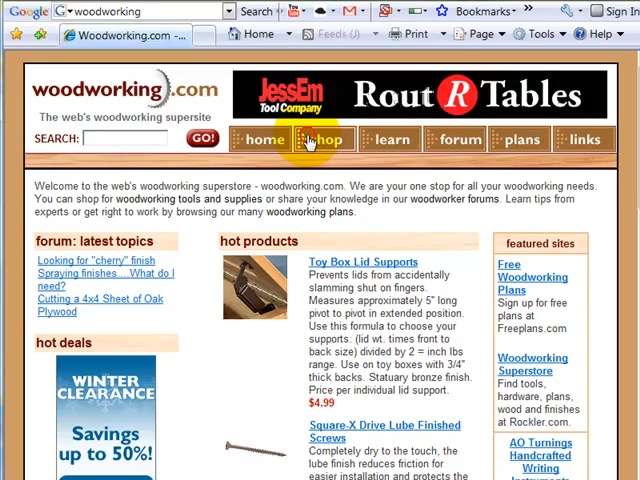 Google woodworking Search Bookmarks Sign In
Woodworking.com - ... Home Feeds (J) Print Page Tools Help
woodworking.com
The web's woodworking supersite
JessEm
Tool Company
Rout R Tables
SEARCH: GO! home shop learn forum plans links
Welcome to the web's woodworking superstore - woodworking.com. We are your one stop for all your woodworking needs.
You can shop for woodworking tools and supplies or share your knowledge in our woodworker forums. Learn tips from
experts or get right to work by browsing our many woodworking plans.
forum: latest topics
Looking for "cherry" finish
Spraying finishes....What do I
need?
Cutting a 4x4 Sheet of Oak
Plywood
hot deals
WINTER
CLEARANCE
Savings
up to 50%!
hot products
Toy Box Lid Supports
Prevents lids from accidentally
slamming shut on fingers.
Measures approximately 5" long
pivot to pivot in extended position.
Use this formula to choose your
supports: (lid wt. times front to
back size) divided by 2 = inch lbs
range. Use on toy boxes with 3/4"
thick backs. Statuary bronze finish.
Price per individual lid support.
$4.99
Square-X Drive Lube Finished
Screws
Completely dry to the touch, the
lube finish reduces friction for
easier installation and protects the
featured sites
Free
Woodworking
Plans
Sign up for free
plans at
Freeplans.com
Woodworking
Superstore
Find tools,
hardware, plans,
wood and finishes
at Rockler.com.
AO Turnings
Handcrafted
Writing
Instruments